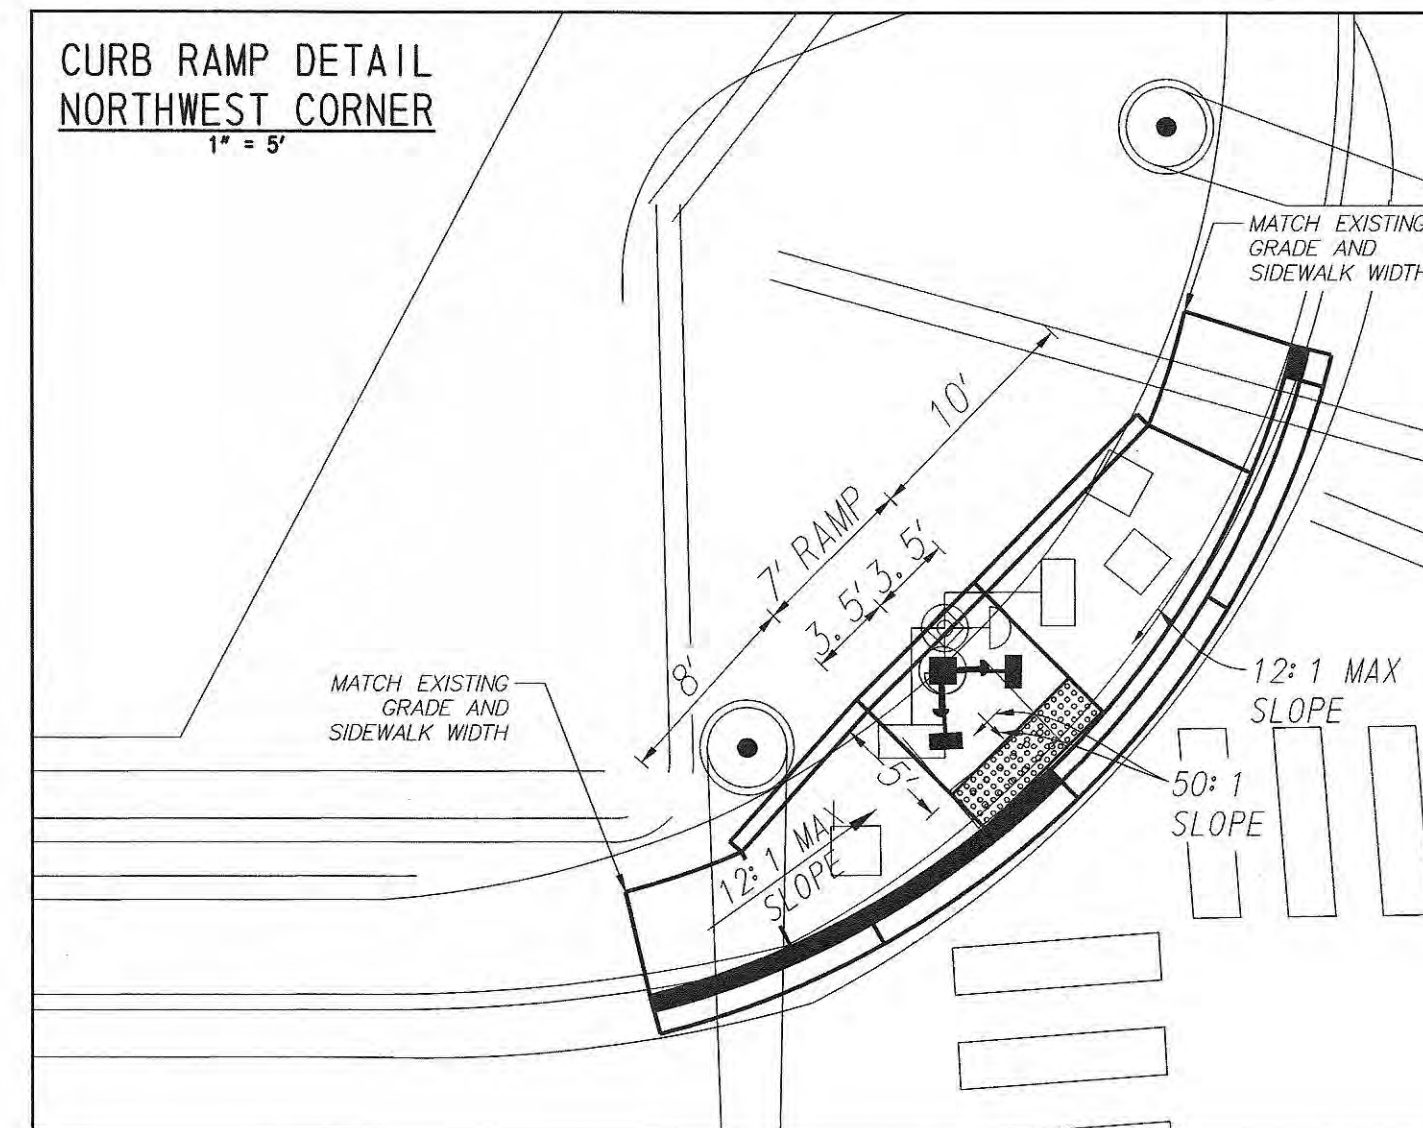 CURB RAMP DETAIL
NORTHWEST CORNER
1" = 5'
MATCH EXISTING
GRADE AND
SIDEWALK WIDTH
10'
7' RAMP
3.5'
3.5'
8'
MATCH EXISTING
GRADE AND
SIDEWALK WIDTH
5'
12:1 MAX
SLOPE
12:1 MAX
SLOPE
50:1
SLOPE